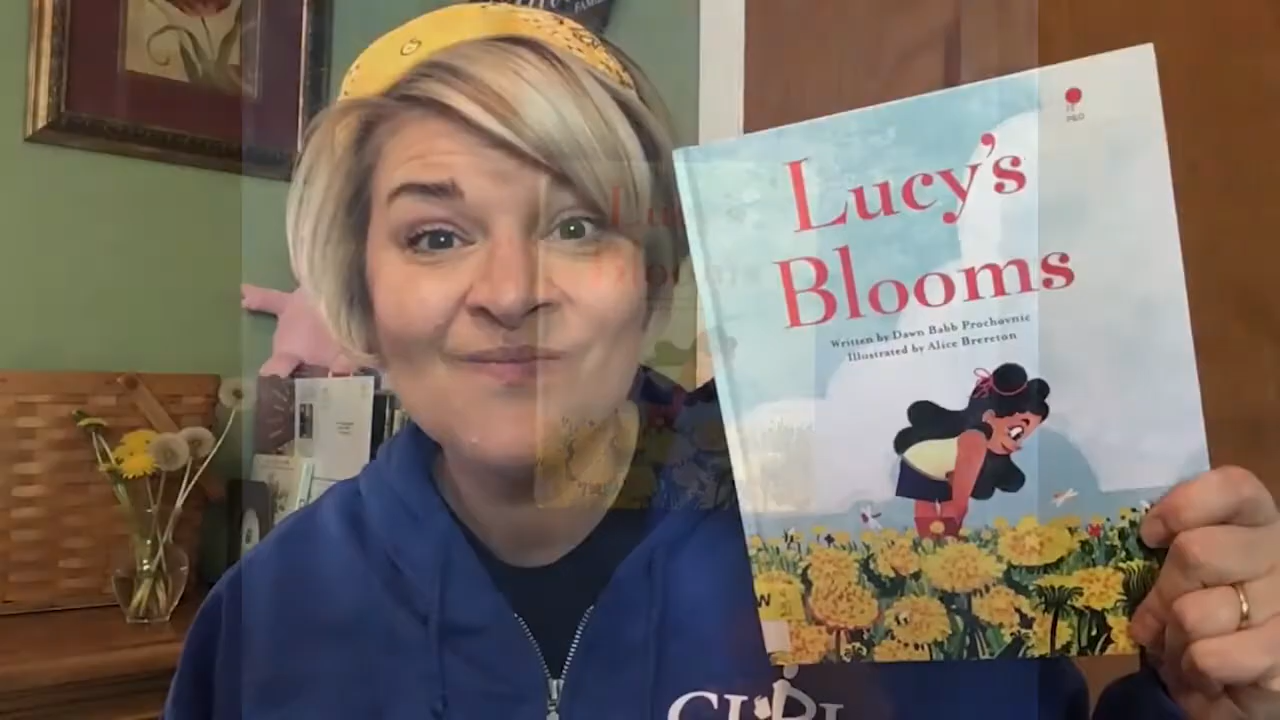 Lucy's
Blooms
Written by Dawn Babb Prochovnic
Illustrated by Alice Brereton
W